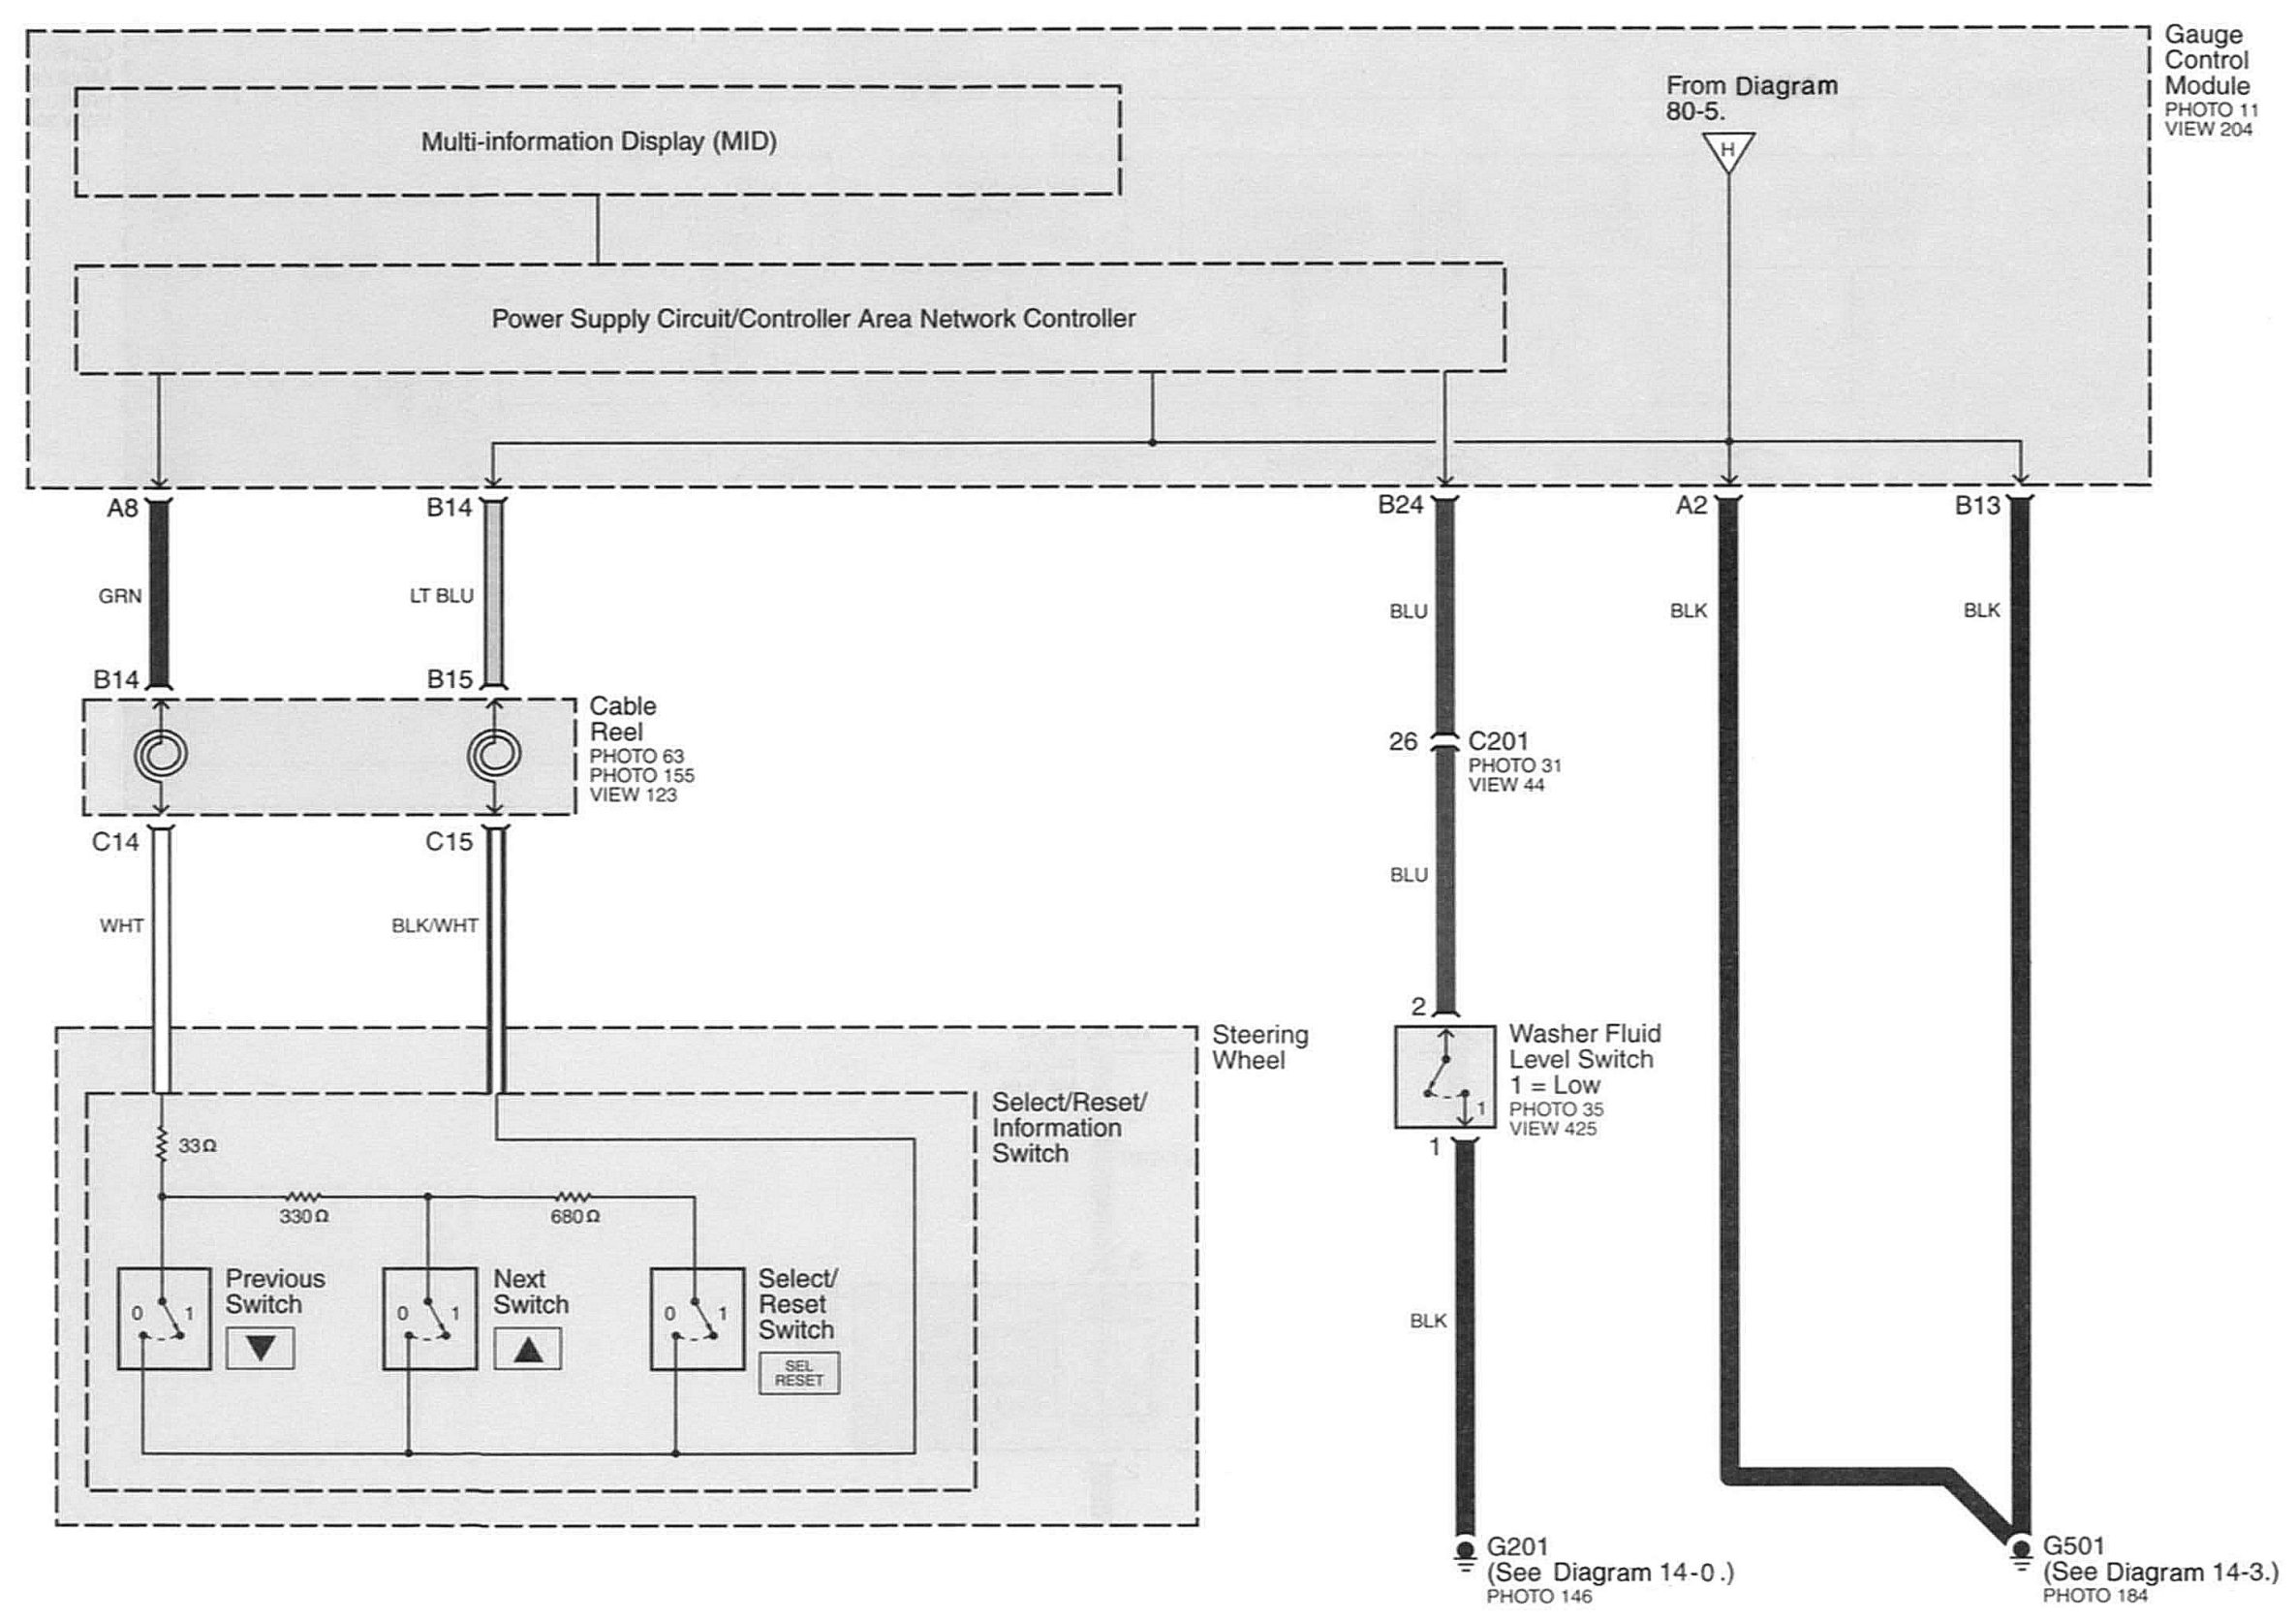 Gauge
Control
Module
PHOTO 11
VIEW 204
From Diagram
80-5.
H
Multi-information Display (MID)
Power Supply Circuit/Controller Area Network Controller
A8
B14
B24
A2
B13
GRN
LT BLU
BLU
BLK
BLK
B14
B15
Cable
Reel
PHOTO 63
PHOTO 155
VIEW 123
26
C201
PHOTO 31
VIEW 44
C14
C15
BLU
WHT
BLK/WHT
2
Steering
Wheel
Washer Fluid
Level Switch
1 = Low
PHOTO 35
VIEW 425
1
1
Select/Reset/
Information
Switch
33Ω
330Ω
680Ω
Previous
Switch
0 1
Next
Switch
0 1
Select/
Reset
Switch
0 1
SEL
RESET
BLK
G201
(See Diagram 14-0.)
PHOTO 146
G501
(See Diagram 14-3.)
PHOTO 184